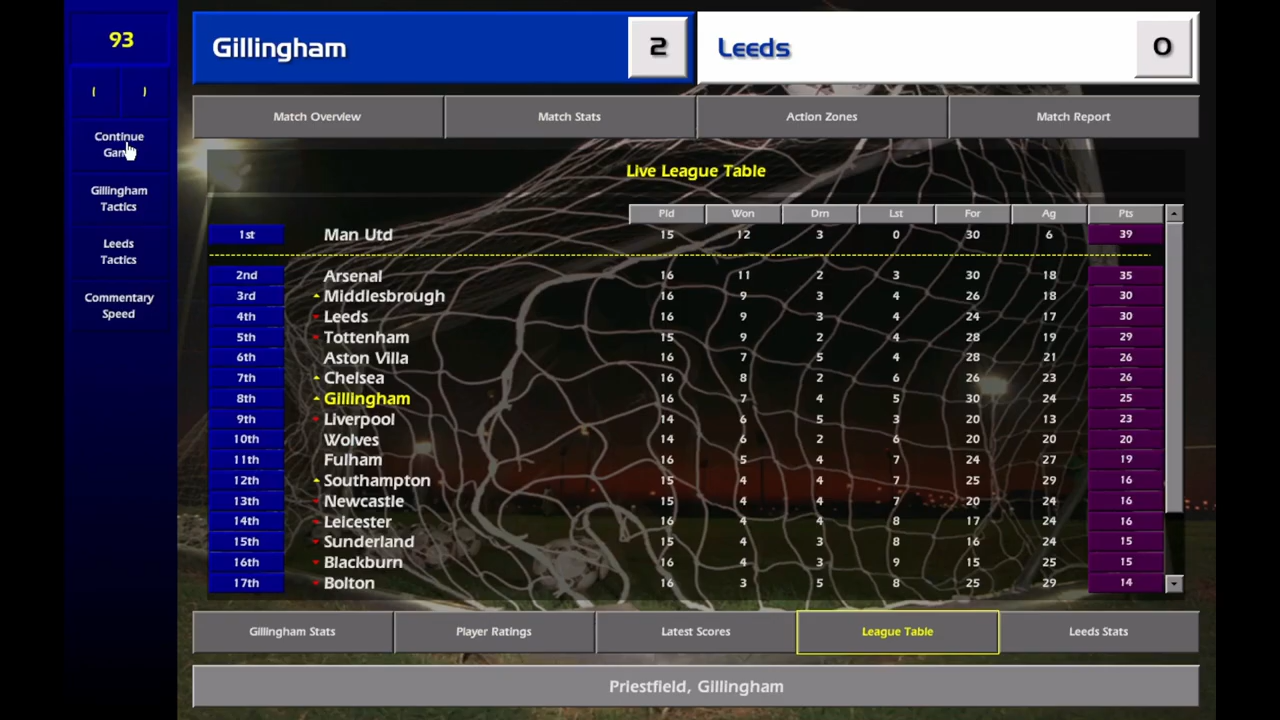 93
Gillingham 2 Leeds 0
( )
Match Overview Match Stats Action Zones Match Report
Continue
Game
Gillingham
Tactics
Leeds
Tactics
Commentary
Speed
Live League Table
Pld Won Drn Lst For Ag Pts
1st Man Utd 15 12 3 0 30 6 39
2nd Arsenal 16 11 2 3 30 18 35
3rd Middlesbrough 16 9 3 4 26 18 30
4th Leeds 16 9 3 4 24 17 30
5th Tottenham 15 9 2 4 28 19 29
6th Aston Villa 16 7 5 4 28 21 26
7th Chelsea 16 8 2 6 26 23 26
8th Gillingham 16 7 4 5 30 24 25
9th Liverpool 14 6 5 3 20 13 23
10th Wolves 14 6 2 6 20 20 20
11th Fulham 16 5 4 7 24 27 19
12th Southampton 15 4 4 7 25 29 16
13th Newcastle 15 4 4 7 20 24 16
14th Leicester 16 4 4 8 17 24 16
15th Sunderland 15 4 3 8 16 24 15
16th Blackburn 16 4 3 9 15 25 15
17th Bolton 16 3 5 8 25 29 14
Gillingham Stats Player Ratings Latest Scores League Table Leeds Stats
Priestfield, Gillingham